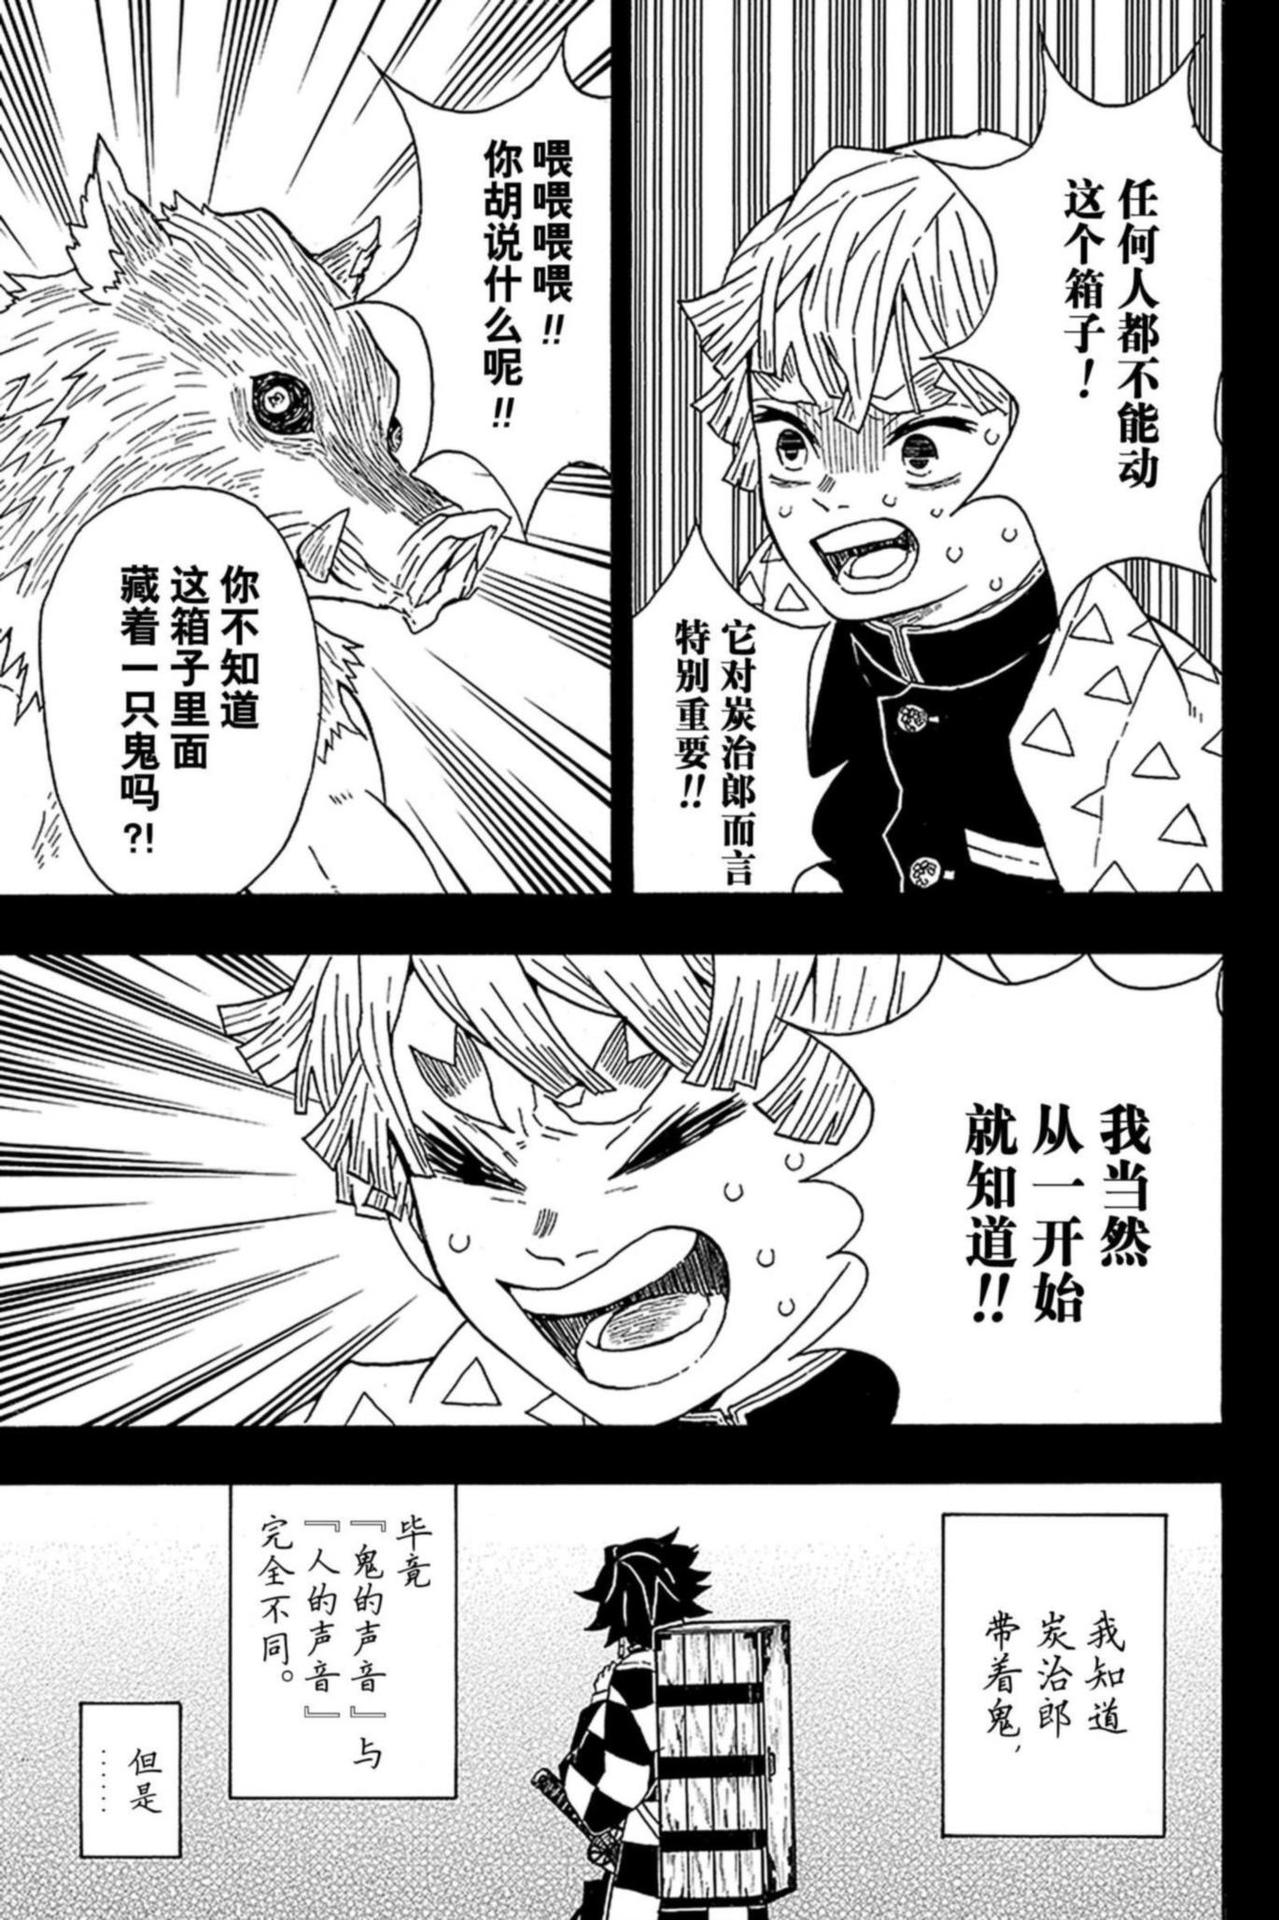 任何人都不能动
这个箱子！
它对炭治郎而言
特别重要!!
喂喂喂喂!!
你胡说什么呢!!
你不知道
这箱子里面
藏着一只鬼吗?!
我当然
从一开始
就知道!!
我知道
炭治郎
带着鬼，
毕竟
『鬼的声音』与
『人的声音』
完全不同。
但是
……